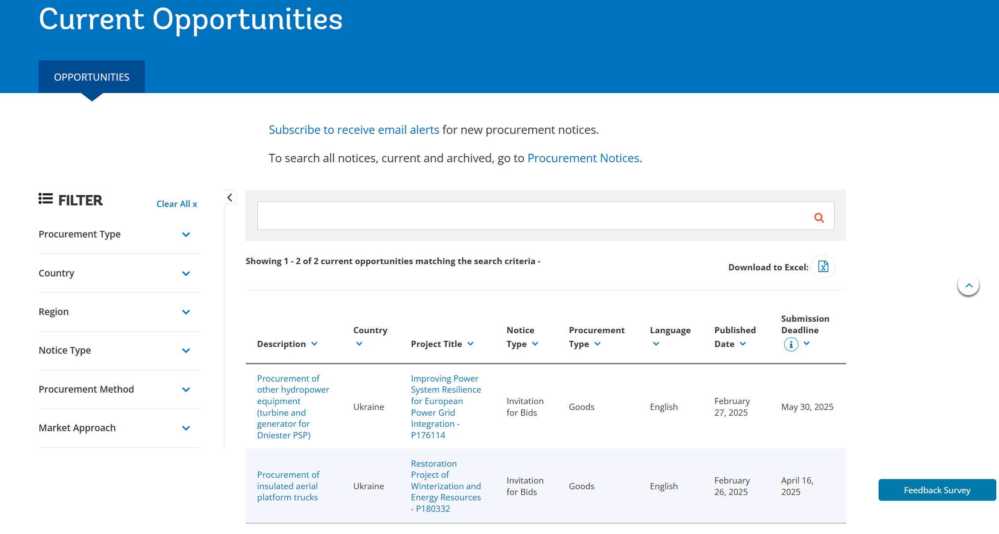 Current Opportunities
OPPORTUNITIES
Subscribe to receive email alerts for new procurement notices.
To search all notices, current and archived, go to Procurement Notices.
FILTER
Clear All x
Procurement Type
Country
Region
Notice Type
Procurement Method
Market Approach
Showing 1 - 2 of 2 current opportunities matching the search criteria -
Download to Excel:
Description
Country
Project Title
Notice
Type
Procurement
Type
Language
Published
Date
Submission
Deadline
Procurement of
other hydropower
equipment
(turbine and
generator for
Dniester PSP)
Ukraine
Improving Power
System Resilience
for European
Power Grid
Integration -
P176114
Invitation
for Bids
Goods
English
February
27, 2025
May 30, 2025
Procurement of
insulated aerial
platform trucks
Ukraine
Restoration
Project of
Winterization and
Energy Resources
- P180332
Invitation
for Bids
Goods
English
February
26, 2025
April 16,
2025
Feedback Survey